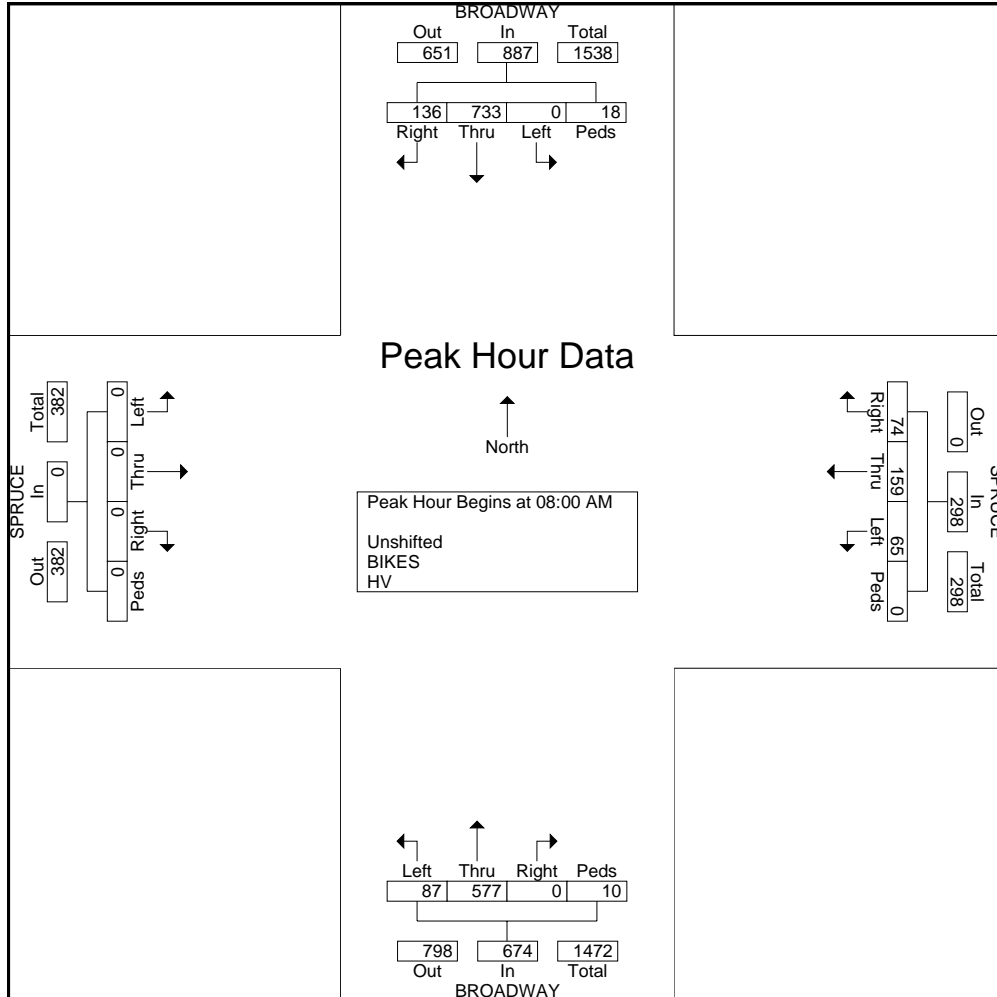 BROADWAY
Out In Total
651 887 1538
136 733 0 18
Right Thru Left Peds
Peak Hour Data
North
Peak Hour Begins at 08:00 AM
Unshifted
BIKES
HV
SPRUCE
Total In Out
382 0 382
0 0 0 0
Left Thru Right Peds
SPRUCE
Out In Total
0 298 298
74 159 65 0
Right Thru Left Peds
Left Thru Right Peds
87 577 0 10
798 674 1472
Out In Total
BROADWAY